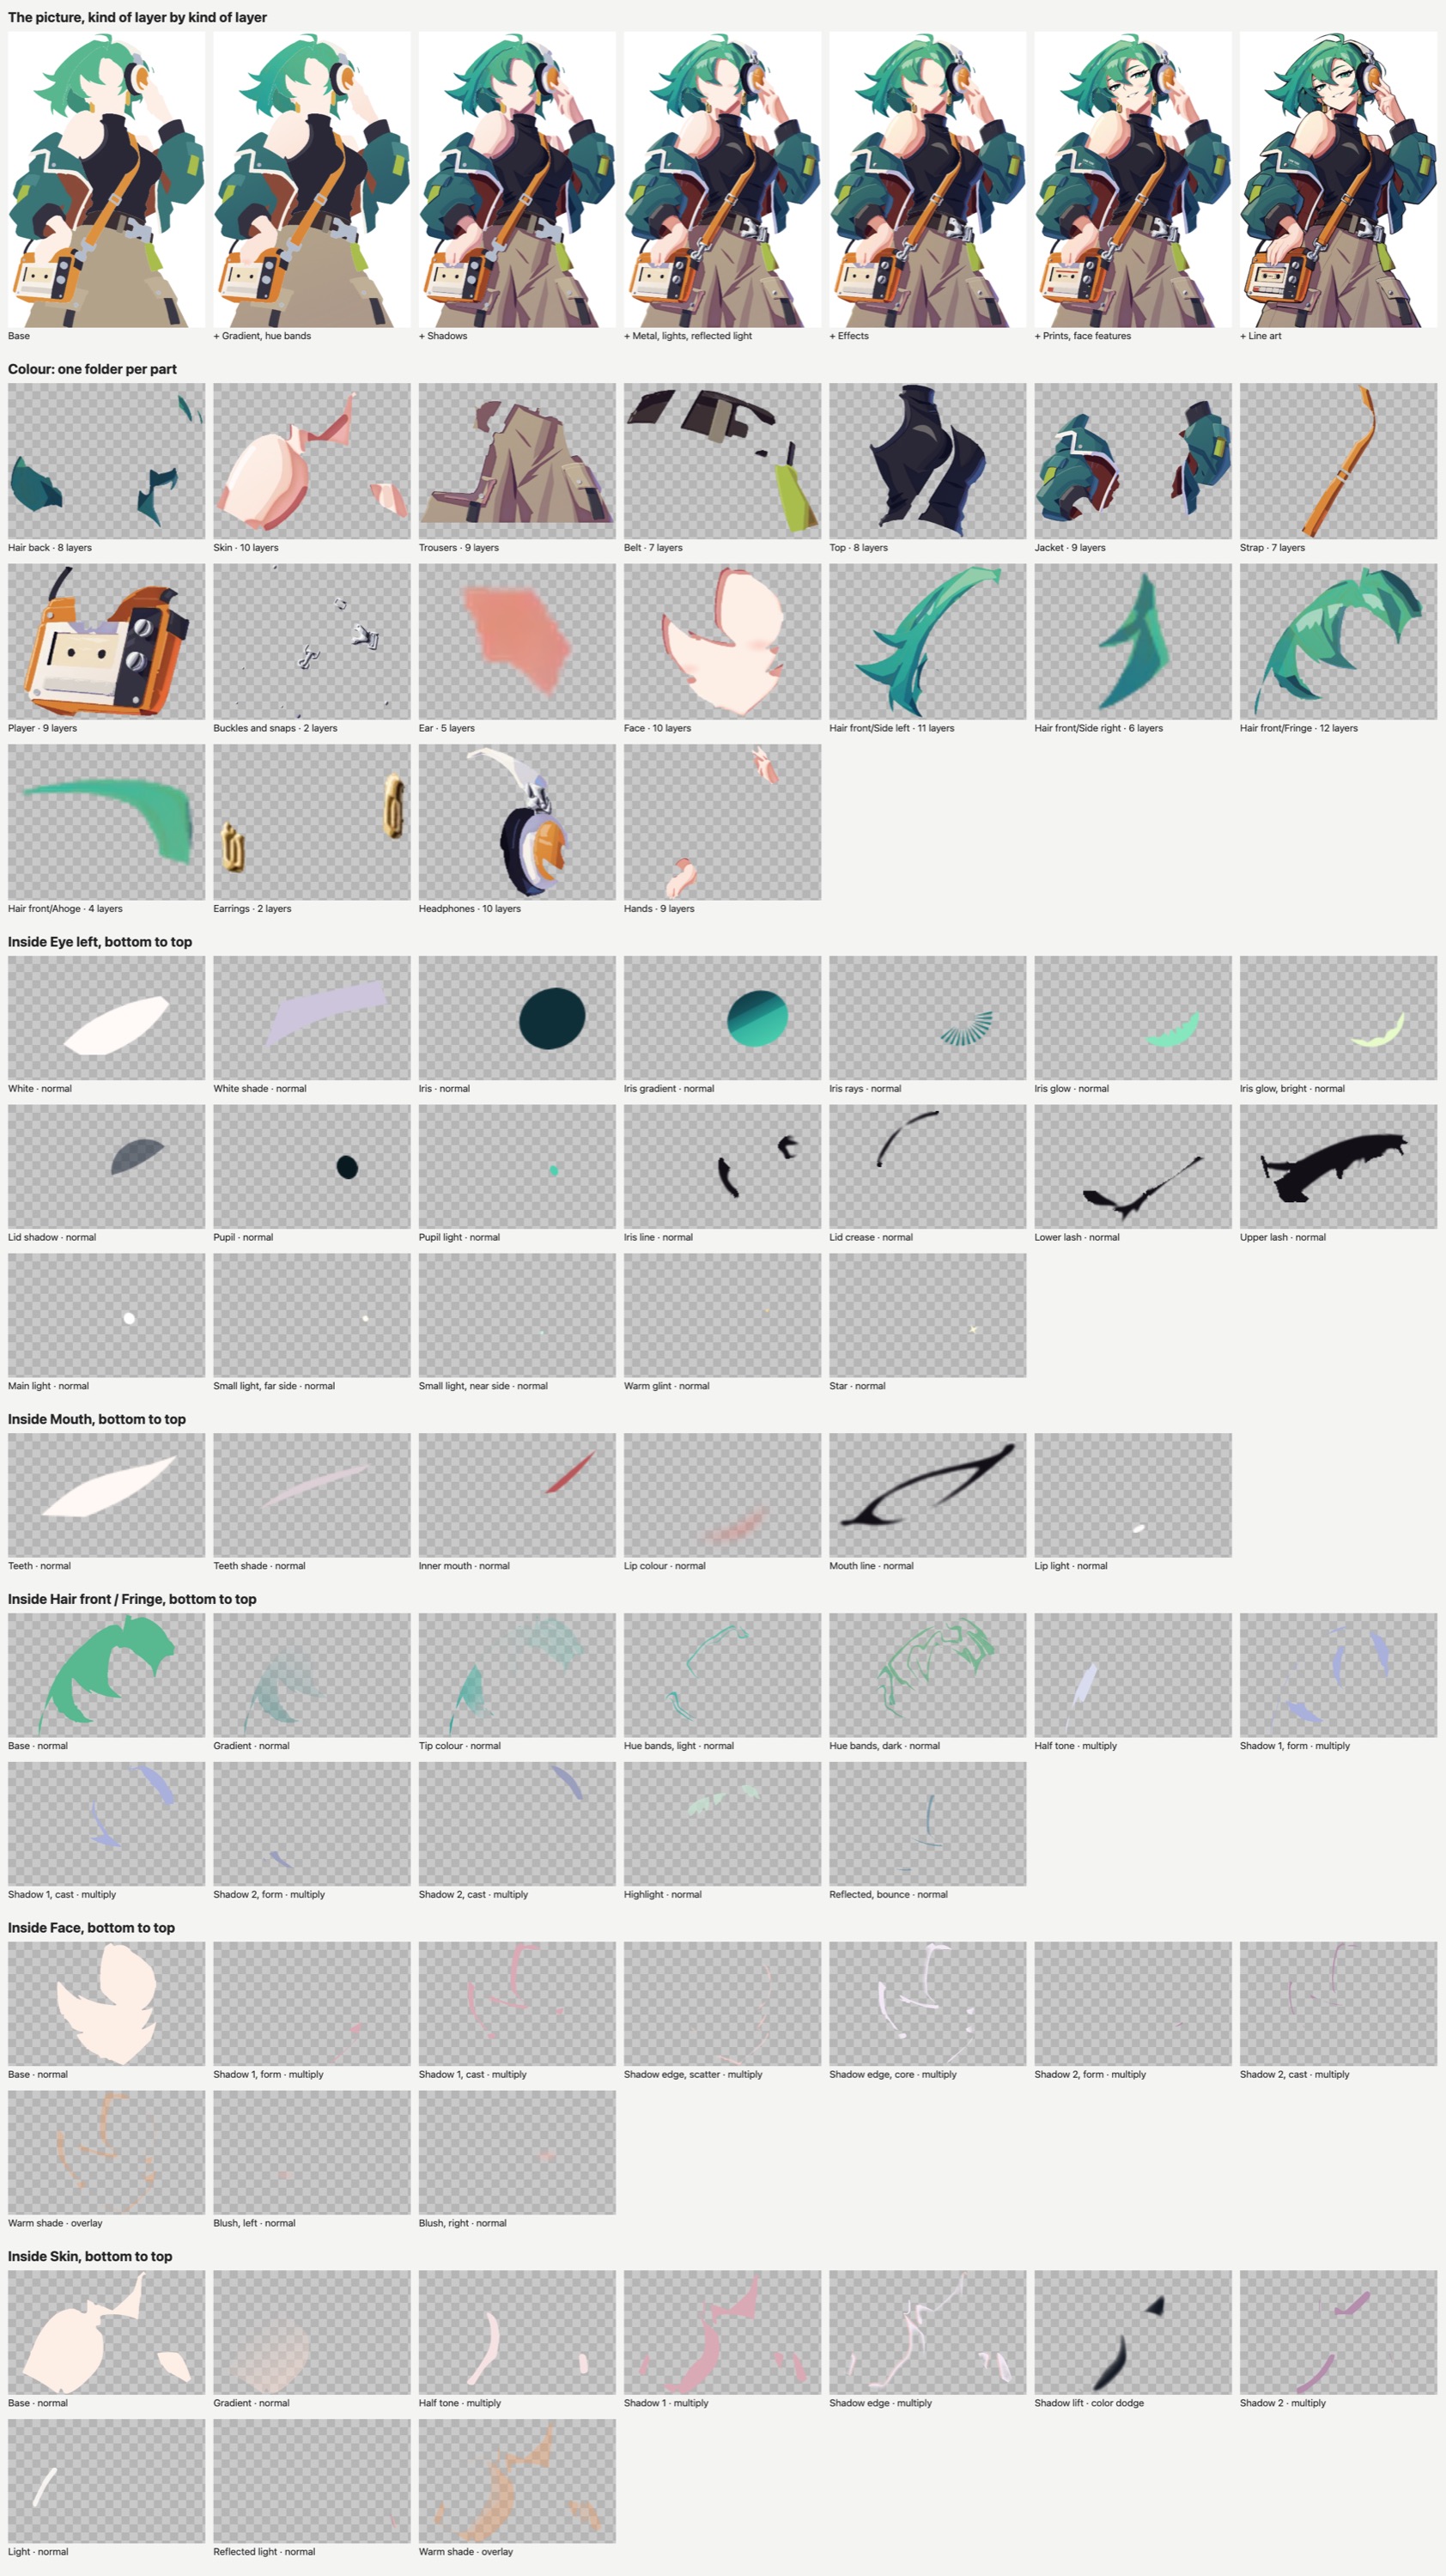 The picture, kind of layer by kind of layer
Base
+ Gradient, hue bands
+ Shadows
+ Metal, lights, reflected light
+ Effects
+ Prints, face features
+ Line art
Colour: one folder per part
Hair back · 8 layers
Skin · 10 layers
Trousers · 9 layers
Belt · 7 layers
Top · 8 layers
Jacket · 9 layers
Strap · 7 layers
Player · 9 layers
Buckles and snaps · 2 layers
Ear · 5 layers
Face · 10 layers
Hair front/Side left · 11 layers
Hair front/Side right · 6 layers
Hair front/Fringe · 12 layers
Hair front/Ahoge · 4 layers
Earrings · 2 layers
Headphones · 10 layers
Hands · 9 layers
Inside Eye left, bottom to top
White · normal
White shade · normal
Iris · normal
Iris gradient · normal
Iris rays · normal
Iris glow · normal
Iris glow, bright · normal
Lid shadow · normal
Pupil · normal
Pupil light · normal
Iris line · normal
Lid crease · normal
Lower lash · normal
Upper lash · normal
Main light · normal
Small light, far side · normal
Small light, near side · normal
Warm glint · normal
Star · normal
Inside Mouth, bottom to top
Teeth · normal
Teeth shade · normal
Inner mouth · normal
Lip colour · normal
Mouth line · normal
Lip light · normal
Inside Hair front / Fringe, bottom to top
Base · normal
Gradient · normal
Tip colour · normal
Hue bands, light · normal
Hue bands, dark · normal
Half tone · multiply
Shadow 1, form · multiply
Shadow 1, cast · multiply
Shadow 2, form · multiply
Shadow 2, cast · multiply
Highlight · normal
Reflected, bounce · normal
Inside Face, bottom to top
Base · normal
Shadow 1, form · multiply
Shadow 1, cast · multiply
Shadow edge, scatter · multiply
Shadow edge, core · multiply
Shadow 2, form · multiply
Shadow 2, cast · multiply
Warm shade · overlay
Blush, left · normal
Blush, right · normal
Inside Skin, bottom to top
Base · normal
Gradient · normal
Half tone · multiply
Shadow 1 · multiply
Shadow edge · multiply
Shadow lift · color dodge
Shadow 2 · multiply
Light · normal
Reflected light · normal
Warm shade · overlay